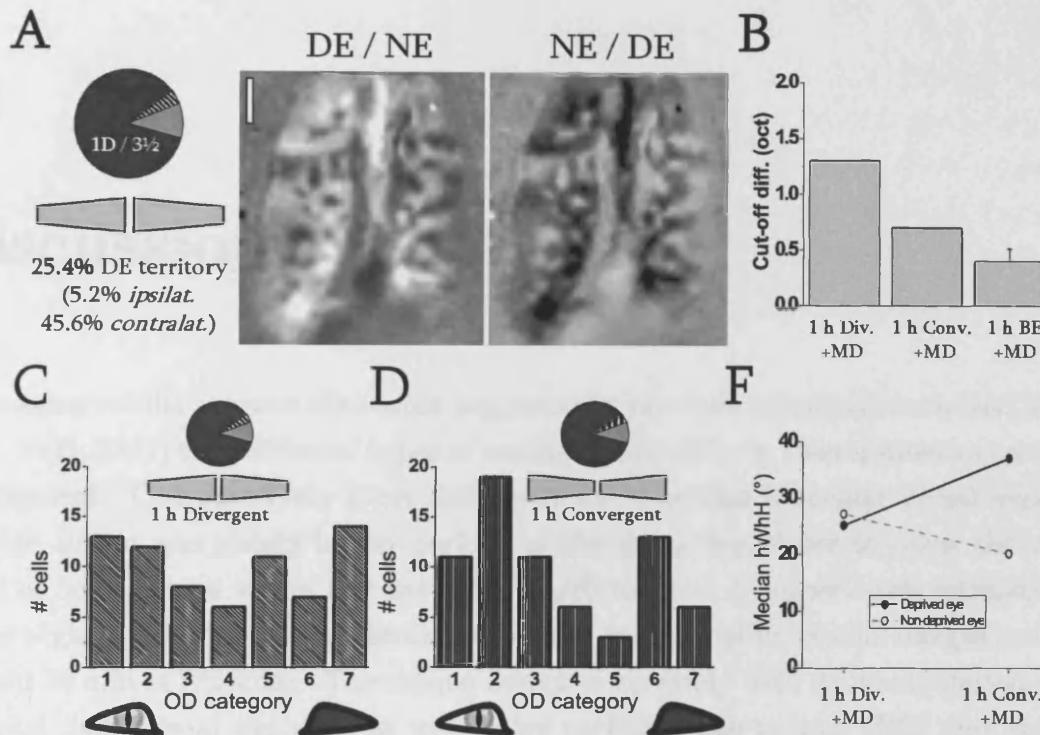 A
DE / NE
NE / DE
1D / 3½
25.4% DE territory
(5.2% ipsilat.
45.6% contralat.)
B
Cut-off diff. (oct)
2.0
1.5
1.0
0.5
0.0
1 h Div.
+MD
1 h Conv.
+MD
1 h BE
+MD
C
1 h Divergent
# cells
20
15
10
5
0
1 2 3 4 5 6 7
OD category
D
1 h Convergent
# cells
20
15
10
5
0
1 2 3 4 5 6 7
OD category
F
Median hWhH (°)
40
30
20
10
0
Deprived eye
Non-deprived eye
1 h Div.
+MD
1 h Conv.
+MD